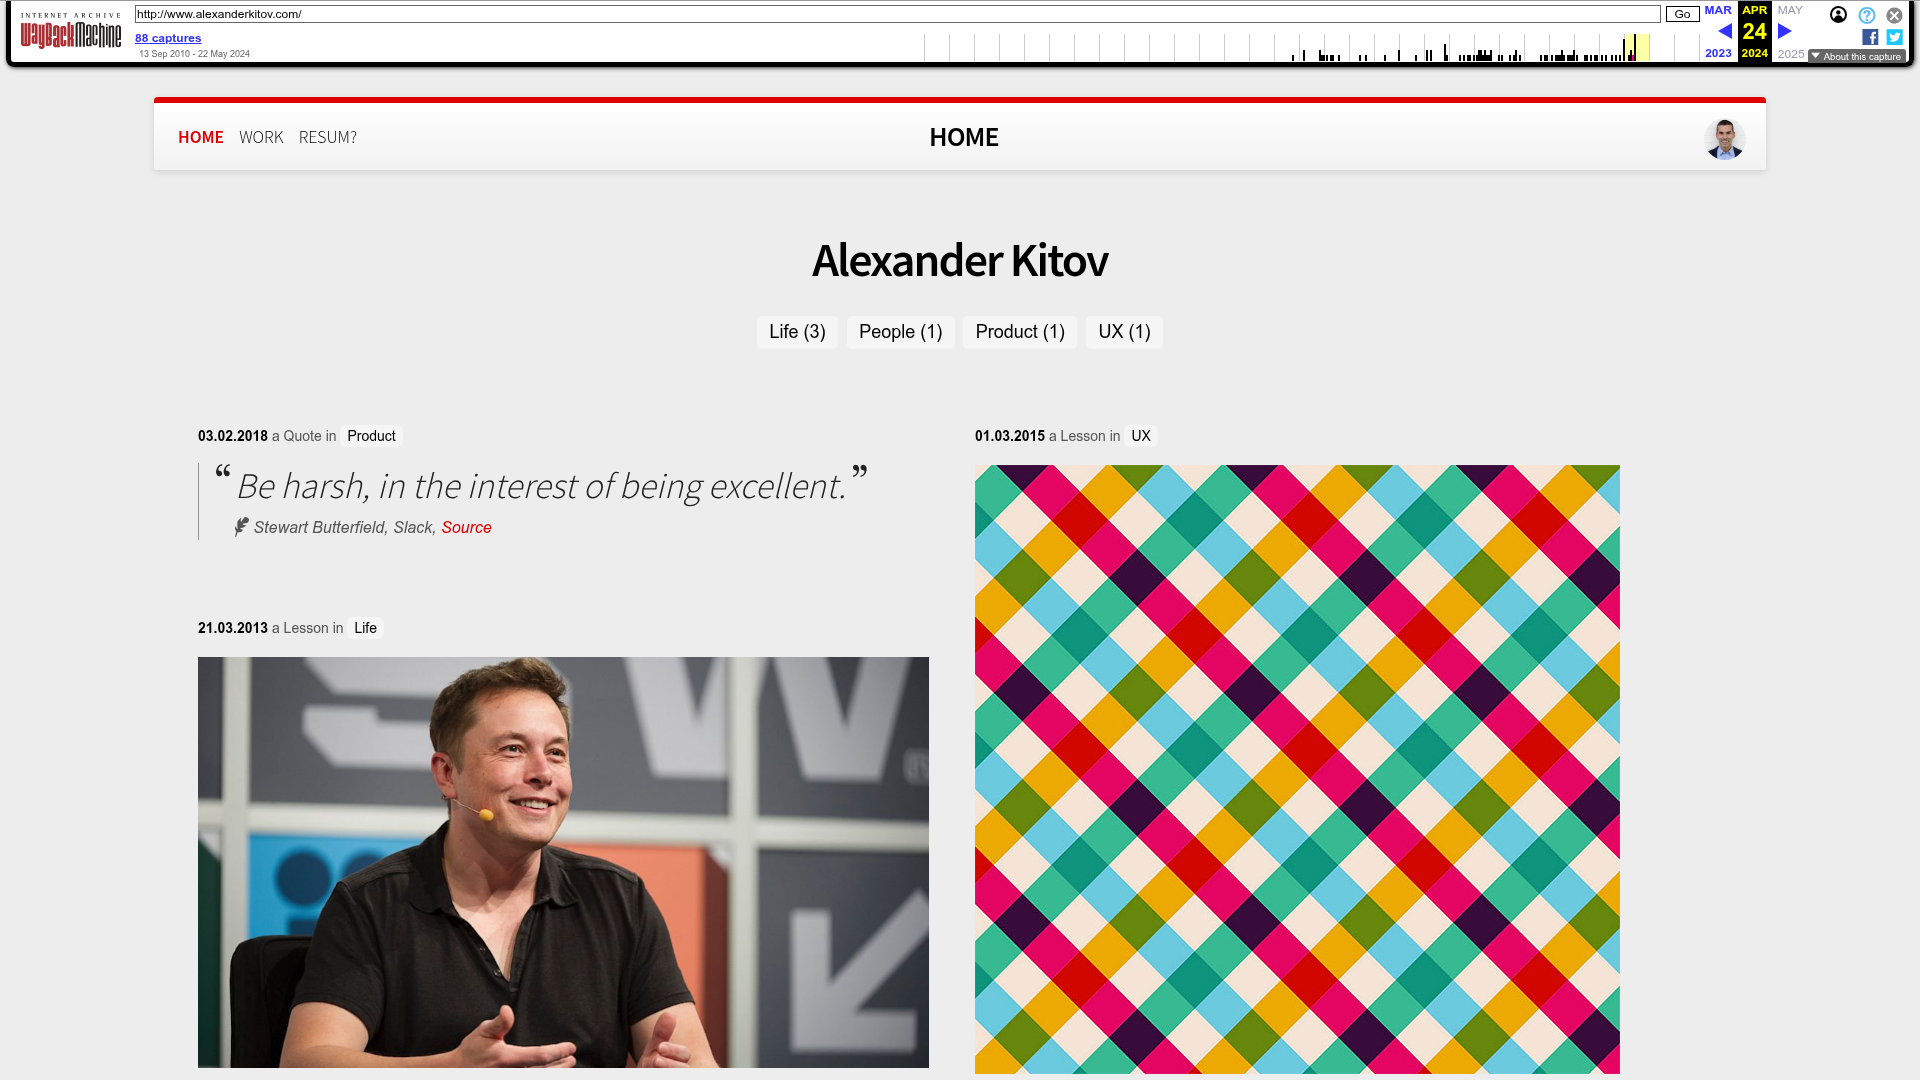 INTERNET ARCHIVE
WayBackMachine
http://www.alexanderkitov.com/
Go
88 captures
13 Sep 2010 - 22 May 2024
MAR
APR
MAY
24
2023
2024
2025
About this capture
HOME
WORK
RESUM?
HOME
Alexander Kitov
Life (3)
People (1)
Product (1)
UX (1)
03.02.2018 a Quote in Product
“Be harsh, in the interest of being excellent.”
Stewart Butterfield, Slack, Source
21.03.2013 a Lesson in Life
01.03.2015 a Lesson in UX
SW